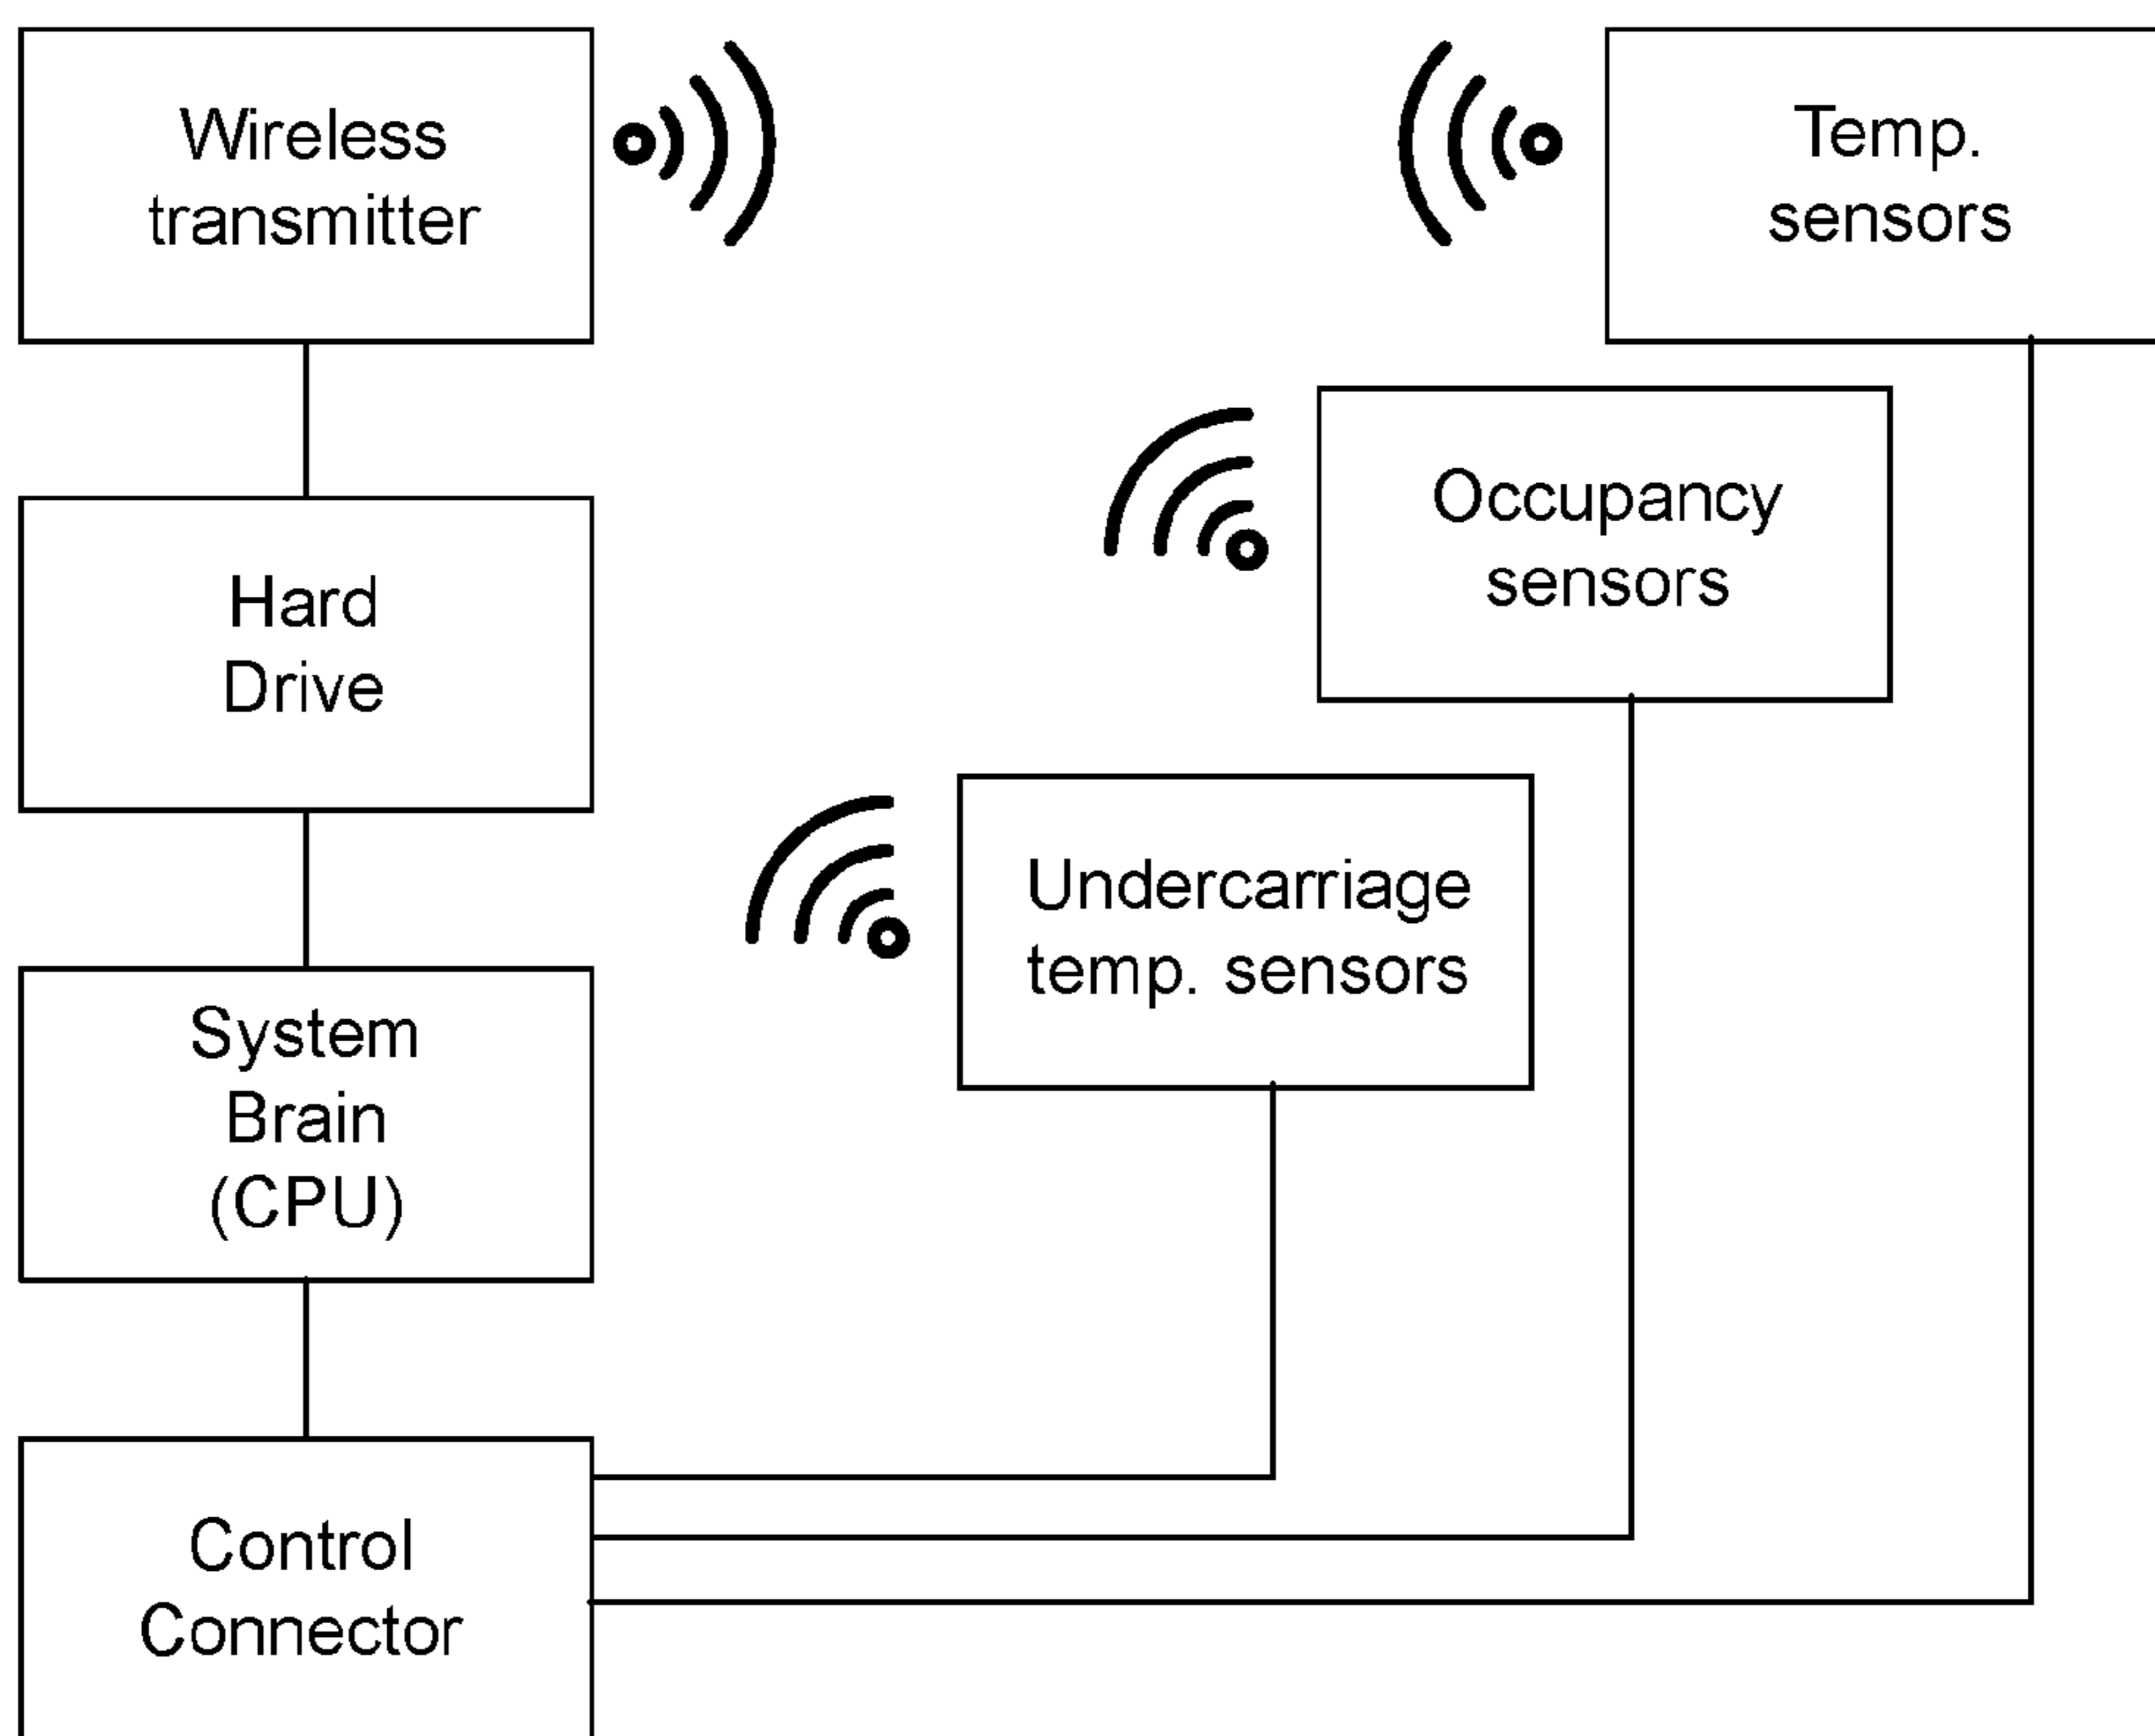 Wireless
transmitter
Temp.
sensors
Occupancy
sensors
Hard
Drive
Undercarriage
temp. sensors
System
Brain
(CPU)
Control
Connector